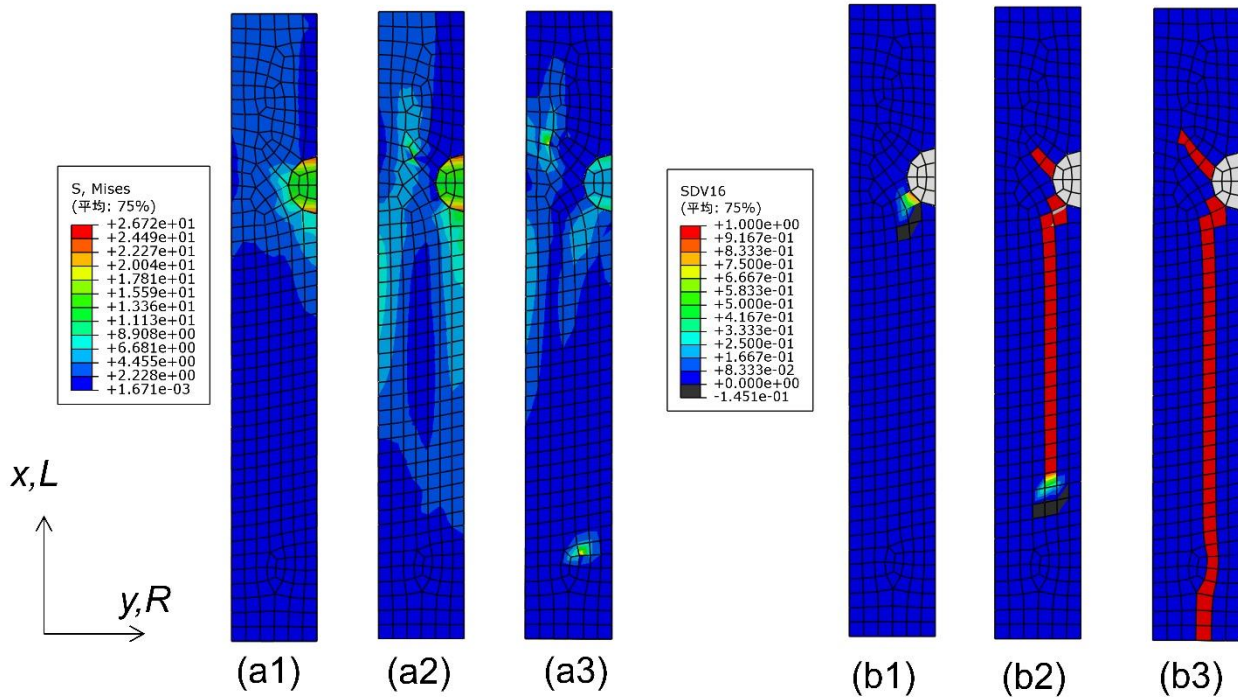 S, Mises
(平均: 75%)
+2.672e+01
+2.449e+01
+2.227e+01
+2.004e+01
+1.781e+01
+1.559e+01
+1.336e+01
+1.113e+01
+8.908e+00
+6.681e+00
+4.455e+00
+2.228e+00
+1.671e-03
SDV16
(平均: 75%)
+1.000e+00
+9.167e-01
+8.333e-01
+7.500e-01
+6.667e-01
+5.833e-01
+5.000e-01
+4.167e-01
+3.333e-01
+2.500e-01
+1.667e-01
+8.333e-02
+0.000e+00
-1.451e-01
x,L
y,R
(a1)
(a2)
(a3)
(b1)
(b2)
(b3)